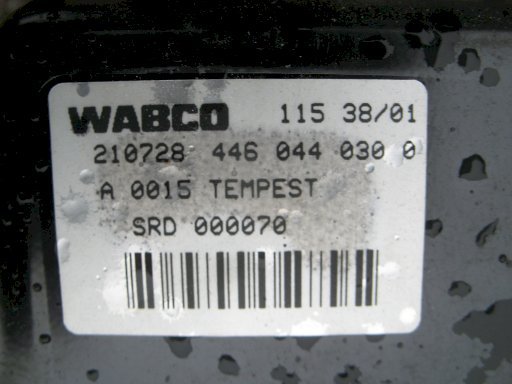 WABCO 115 38/01
210728 446 044 030 0
A 0015 TEMPEST
SRD 000070